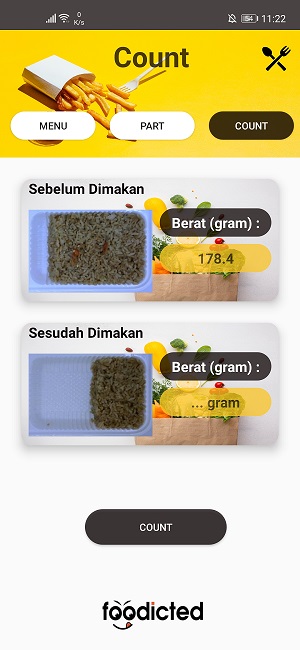 0
K/s
11:22
Count
MENU
PART
COUNT
Sebelum Dimakan
Berat (gram) :
178.4
Sesudah Dimakan
Berat (gram) :
... gram
COUNT
foodicted